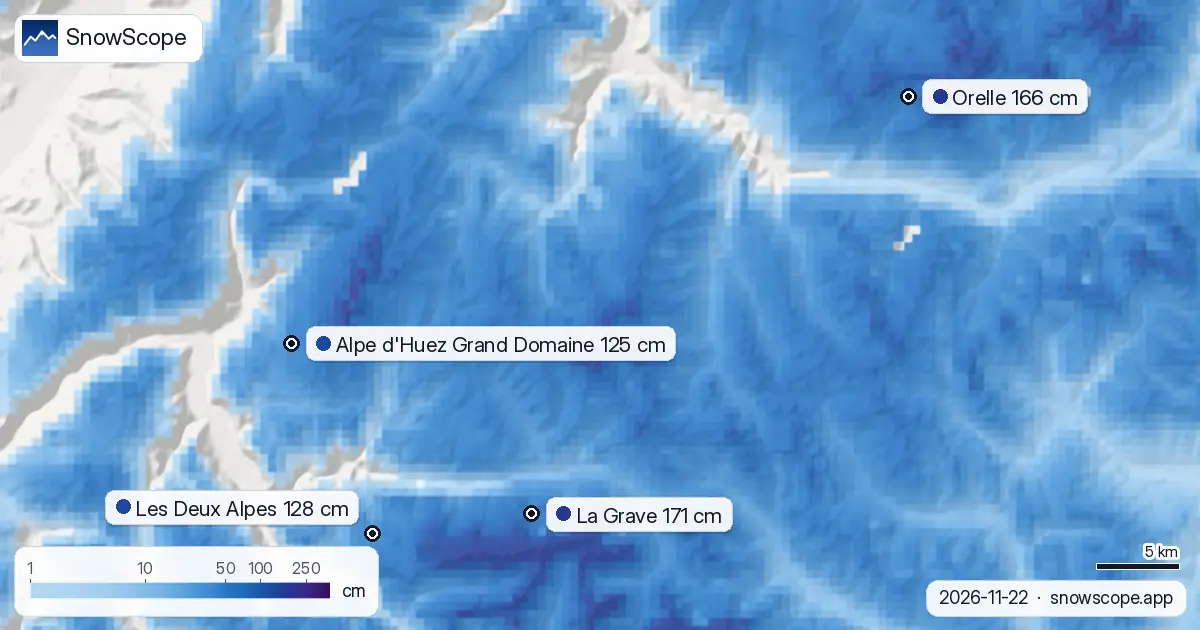 SnowScope
Orelle 166 cm
Alpe d'Huez Grand Domaine 125 cm
Les Deux Alpes 128 cm
La Grave 171 cm
1 10 50 100 250
cm
5 km
2026-11-22 · snowscope.app